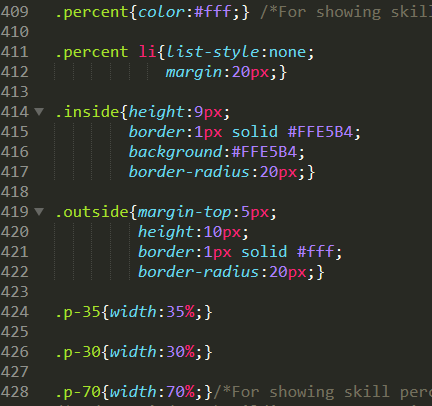 409 .percent{color:#fff;} /*For showing skill
410
411 .percent li{list-style:none;
412 margin:20px;}
413
414 .inside{height:9px;
415 border:1px solid #FFE5B4;
416 background:#FFE5B4;
417 border-radius:20px;}
418
419 .outside{margin-top:5px;
420 height:10px;
421 border:1px solid #fff;
422 border-radius:20px;}
423
424 .p-35{width:35%;}
425
426 .p-30{width:30%;}
427
428 .p-70{width:70%;}/*For showing skill perc